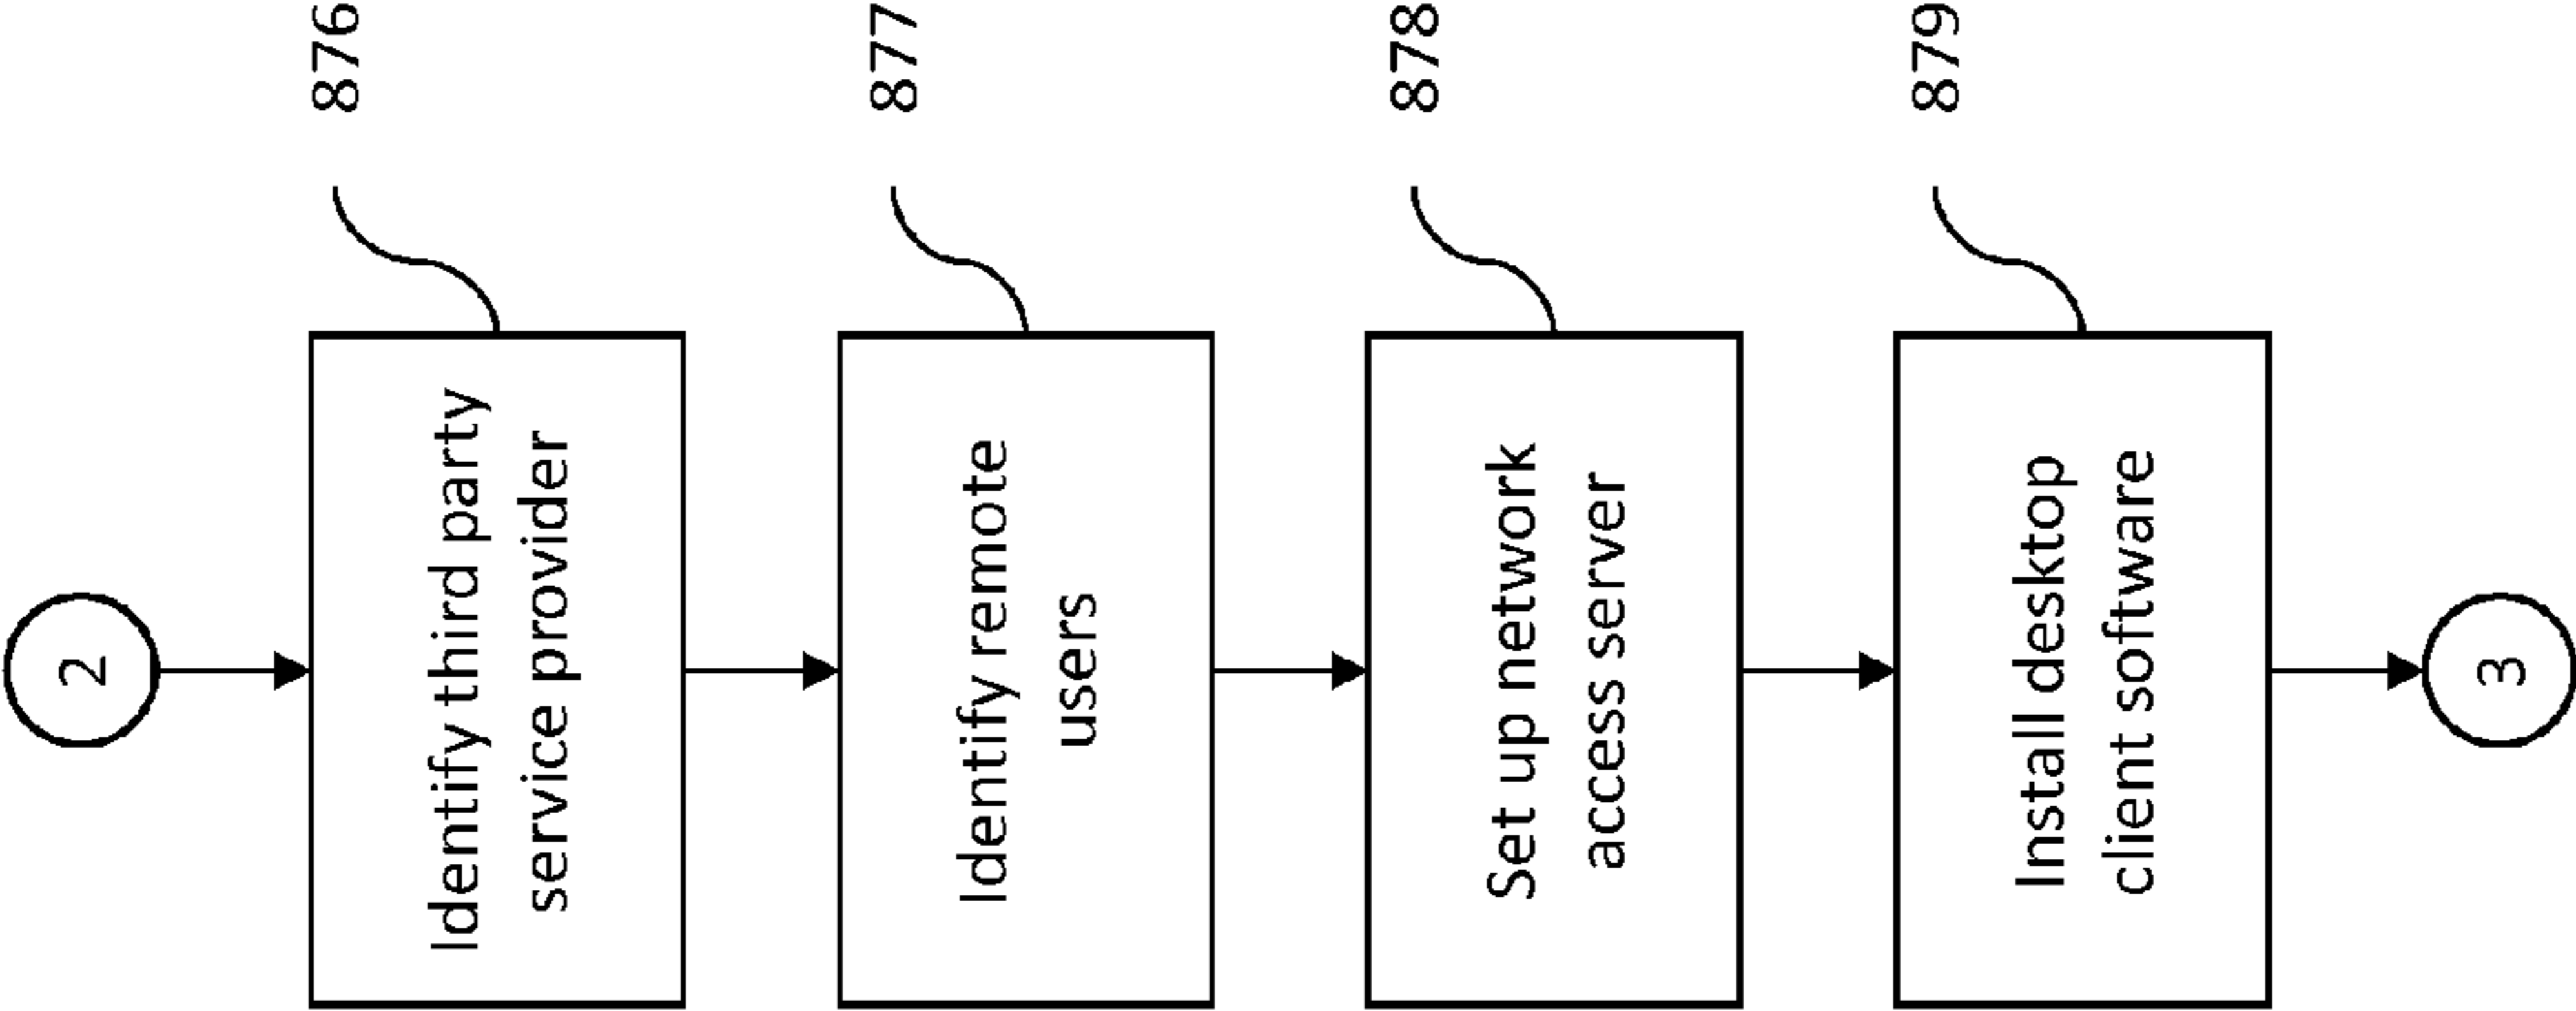 2
876
Identify third party
service provider
877
Identify remote
users
878
Set up network
access server
879
Install desktop
client software
3